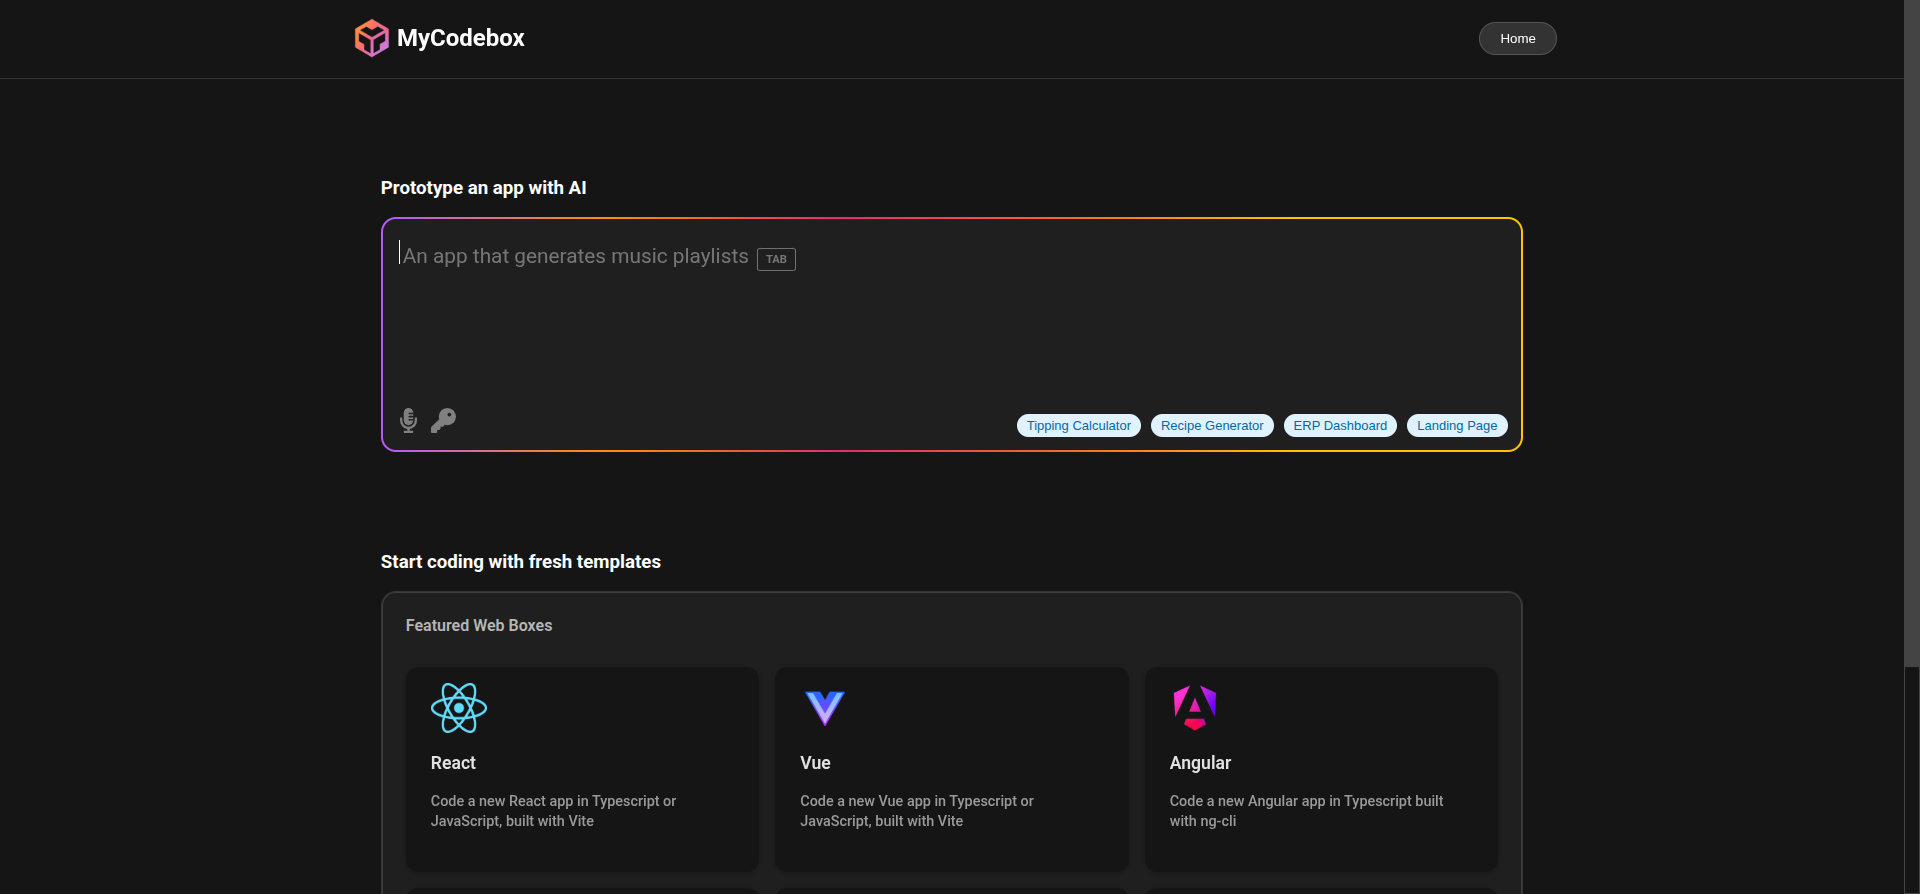 MyCodebox
Home
Prototype an app with AI
An app that generates music playlists TAB
Tipping Calculator Recipe Generator ERP Dashboard Landing Page
Start coding with fresh templates
Featured Web Boxes
React
Code a new React app in Typescript or
JavaScript, built with Vite
Vue
Code a new Vue app in Typescript or
JavaScript, built with Vite
Angular
Code a new Angular app in Typescript built
with ng-cli